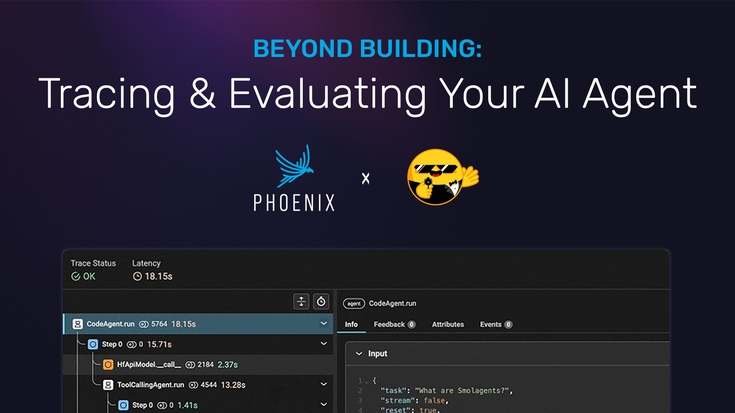 BEYOND BUILDING:
Tracing & Evaluating Your AI Agent
PHOENIX
x
Trace Status
Latency
OK
18.15s
CodeAgent.run 5764 18.15s
Step 0 0 15.71s
HfApiModel.__call__ 2184 2.37s
ToolCallingAgent.run 4544 13.28s
Step 0 0 1.41s
agent CodeAgent.run
Info Feedback 0 Attributes Events 0
Input
1 {
2 "task": "What are Smolagents?",
3 "stream": false,
4 "reset": true,